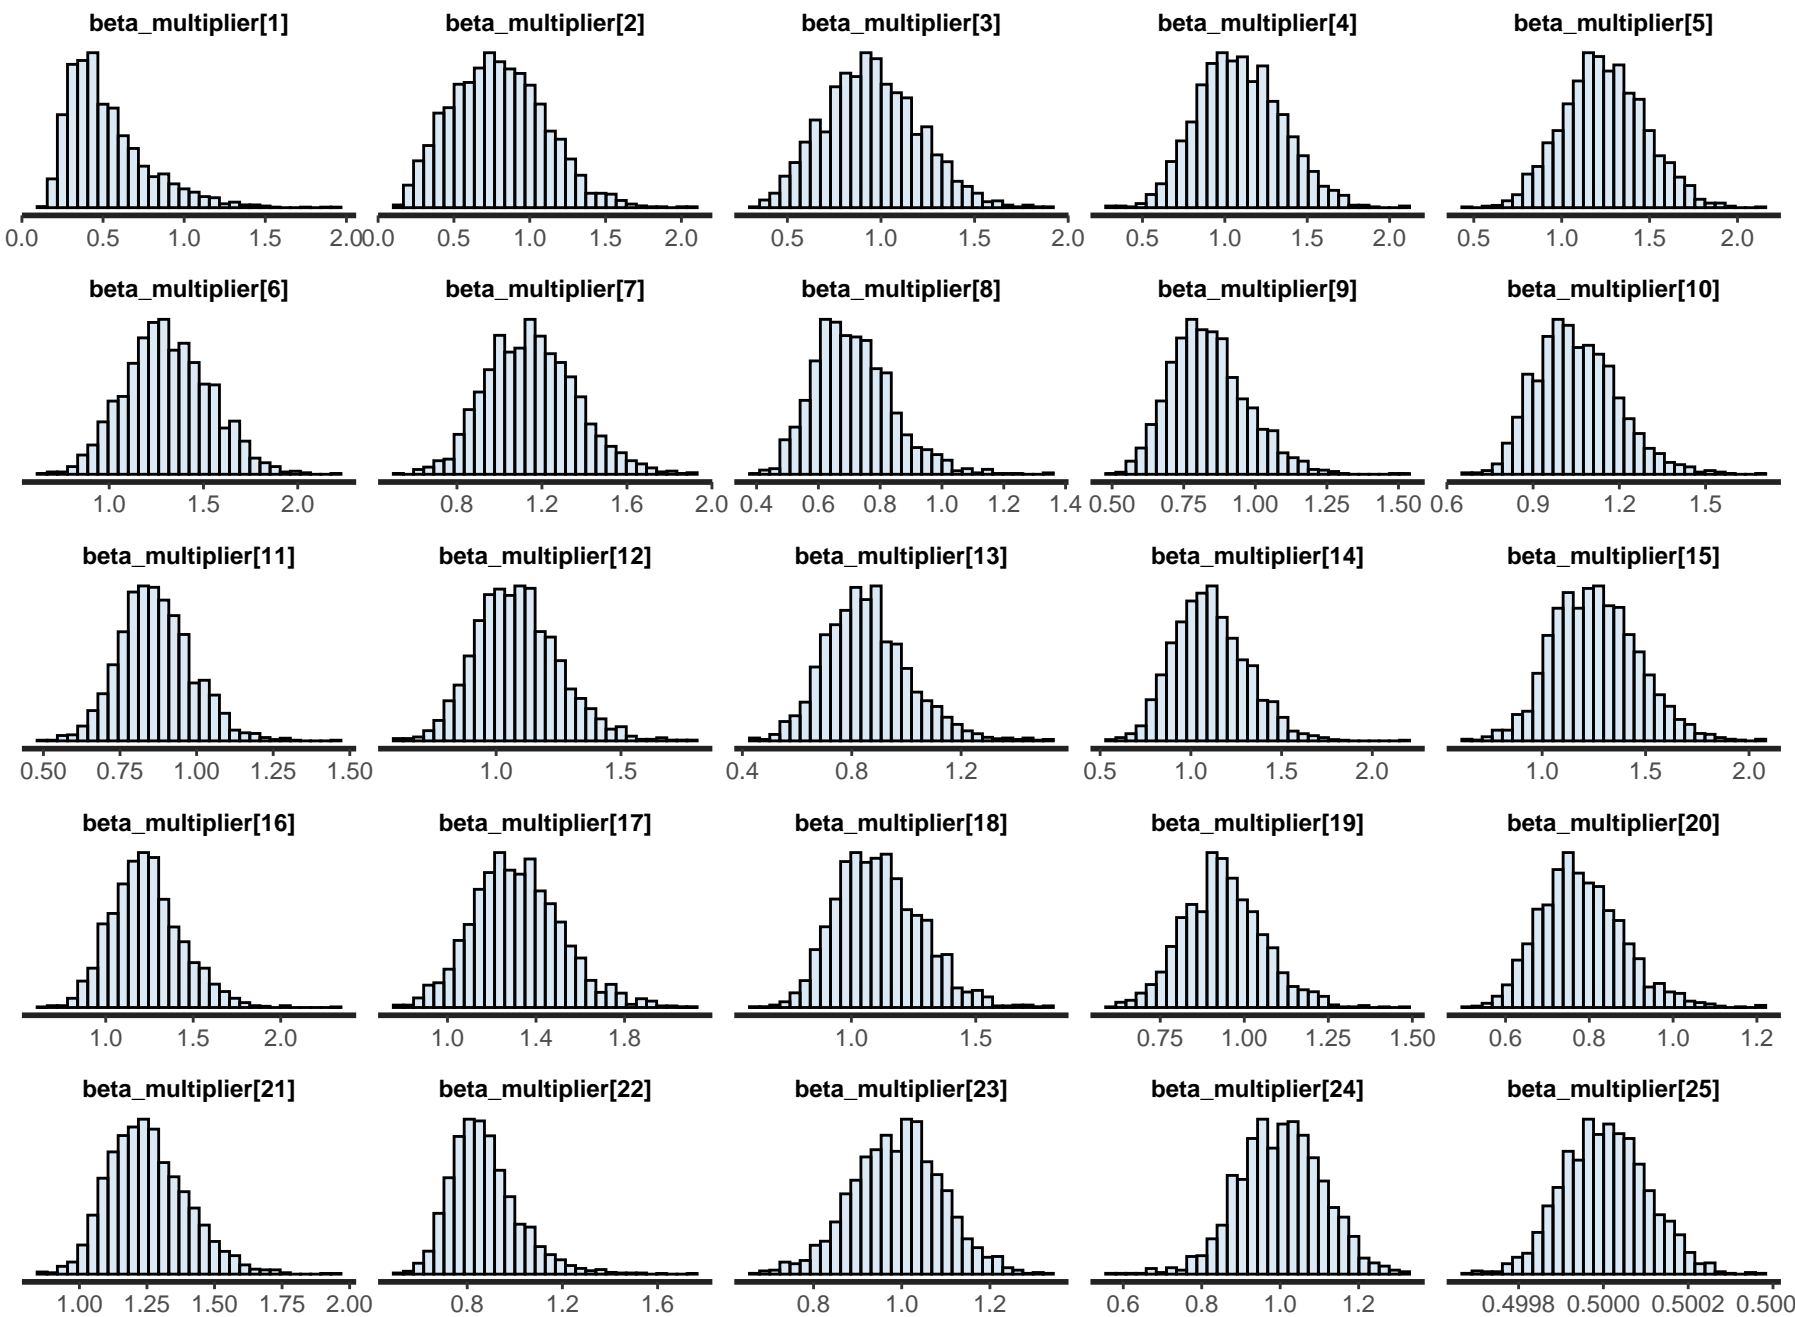 beta_multiplier[1] beta_multiplier[2] beta_multiplier[3] beta_multiplier[4] beta_multiplier[5]
0.0 0.5 1.0 1.5 2.0 0.0 0.5 1.0 1.5 2.0 0.5 1.0 1.5 2.0 0.5 1.0 1.5 2.0 0.5 1.0 1.5 2.0
beta_multiplier[6] beta_multiplier[7] beta_multiplier[8] beta_multiplier[9] beta_multiplier[10]
1.0 1.5 2.0 0.8 1.2 1.6 2.0 0.4 0.6 0.8 1.0 1.2 1.4 0.50 0.75 1.00 1.25 1.50 0.6 0.9 1.2 1.5
beta_multiplier[11] beta_multiplier[12] beta_multiplier[13] beta_multiplier[14] beta_multiplier[15]
0.50 0.75 1.00 1.25 1.50 1.0 1.5 0.4 0.8 1.2 0.5 1.0 1.5 2.0 1.0 1.5 2.0
beta_multiplier[16] beta_multiplier[17] beta_multiplier[18] beta_multiplier[19] beta_multiplier[20]
1.0 1.5 2.0 1.0 1.4 1.8 1.0 1.5 0.75 1.00 1.25 1.50 0.6 0.8 1.0 1.2
beta_multiplier[21] beta_multiplier[22] beta_multiplier[23] beta_multiplier[24] beta_multiplier[25]
1.00 1.25 1.50 1.75 2.00 0.8 1.2 1.6 0.8 1.0 1.2 0.6 0.8 1.0 1.2 0.4998 0.5000 0.5002 0.500